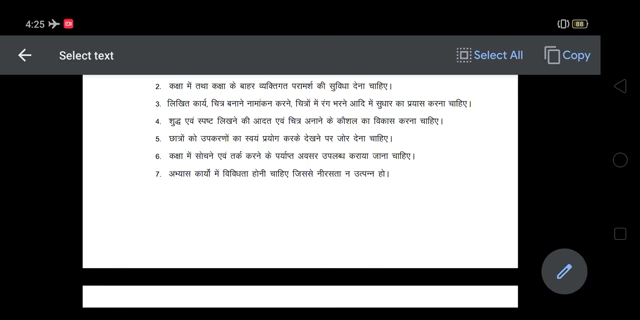 4:25
88
Select text
Select All
Copy
2. कक्षा में तथा कक्षा के बाहर व्यक्तिगत परामर्श की सुविधा देना चाहिए।
3. लिखित कार्य, चित्र बनाने नामांकन करने, चित्रों में रंग भरने आदि में सुधार का प्रयास करना चाहिए।
4. शुद्ध एवं स्पष्ट लिखने की आदत एवं चित्र अनाने के कौशल का विकास करना चाहिए।
5. छात्रों को उपकरणों का स्वयं प्रयोग करके देखने पर जोर देना चाहिए।
6. कक्षा में सोचने एवं तर्क करने के पर्याप्त अवसर उपलब्ध कराया जाना चाहिए।
7. अभ्यास कार्यो में विविधता होनी चाहिए जिससे नीरसता न उत्पन्न हो।